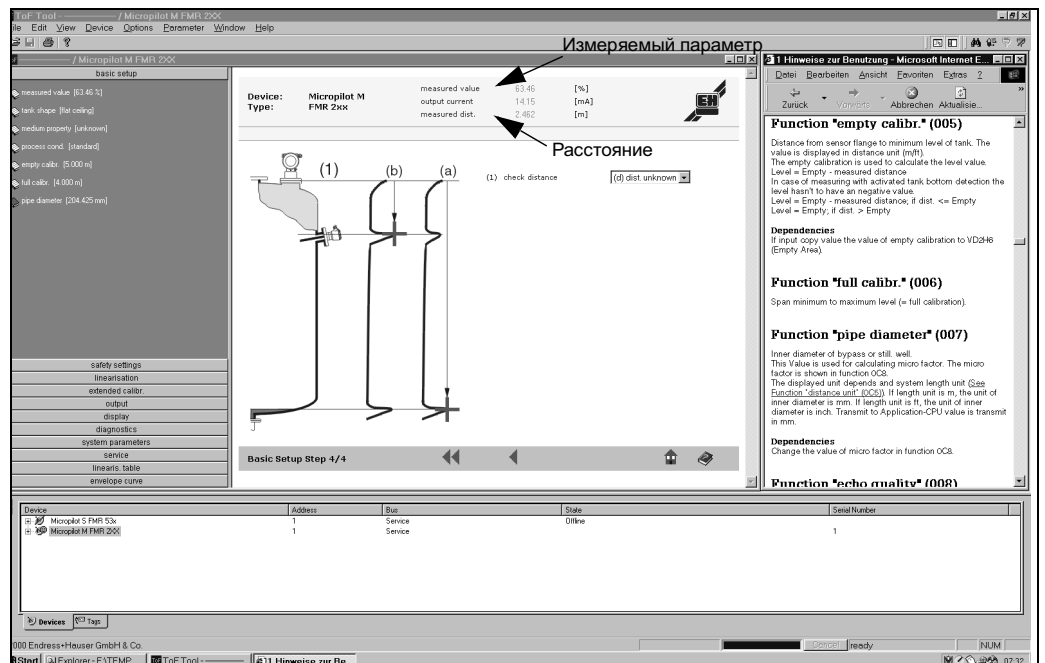 ToF Tool - ———— / Micropilot M FMR 2XX
ile Edit View Device Options Parameter Window Help
———— / Micropilot M FMR 2XX
basic setup
measured value [63.46 %]
tank shape [flat ceiling]
medium property [unknown]
process cond. [standard]
empty calibr. [5.000 m]
full calibr. [4.000 m]
pipe diameter [204.425 mm]
safety settings
linearisation
extended calibr.
output
display
diagnostics
system parameters
service
linearis. table
envelope curve
Измеряемый параметр
Device: Micropilot M
Type: FMR 2xx
measured value 63.46 [%]
output current 14.15 [mA]
measured dist. 2.462 [m]
EH
Расстояние
(1) (b) (a)
(1) check distance (d) dist. unknown
Basic Setup Step 4/4
1 Hinweise zur Benutzung - Microsoft Internet E...
Datei Bearbeiten Ansicht Favoriten Extras ?
Zurück Vorwärts Abbrechen Aktualisie...
Function "empty calibr." (005)
Distance from sensor flange to minimum level of tank. The
value is displayed in distance unit (m/ft).
The empty calibration is used to calculate the level value.
Level = Empty - measured distance
In case of measuring with activated tank bottom detection the
level hasn't to have an negative value.
Level = Empty - measured distance; if dist. <= Empty
Level = Empty; if dist. > Empty
Dependencies
If input copy value the value of empty calibration to VD2H6
(Empty Area).
Function "full calibr." (006)
Span minimum to maximum level (= full calibration).
Function "pipe diameter" (007)
Inner diameter of bypass or still. well.
This Value is used for calculating micro factor. The micro
factor is shown in function 0C8.
The displayed unit depends and system length unit (See
Function "distance unit" (0C5)). If length unit is m, the unit of
inner diameter is mm. If length unit is ft, the unit of inner
diameter is inch. Transmit to Application-CPU value is transmit
in mm.
Dependencies
Change the value of micro factor in function 0C8.
Function "echo quality" (008)
Device Address Bus State Serial Number
Micropilot S FMR 53x 1 Service Offline
Micropilot M FMR 2XX 1 Service 1
Devices Tags
000 Endress+Hauser GmbH & Co. Cancel ready NUM
Start Explorer - E:\TEMP ToF Tool - ———— 1 Hinweise zur Be... 07:32